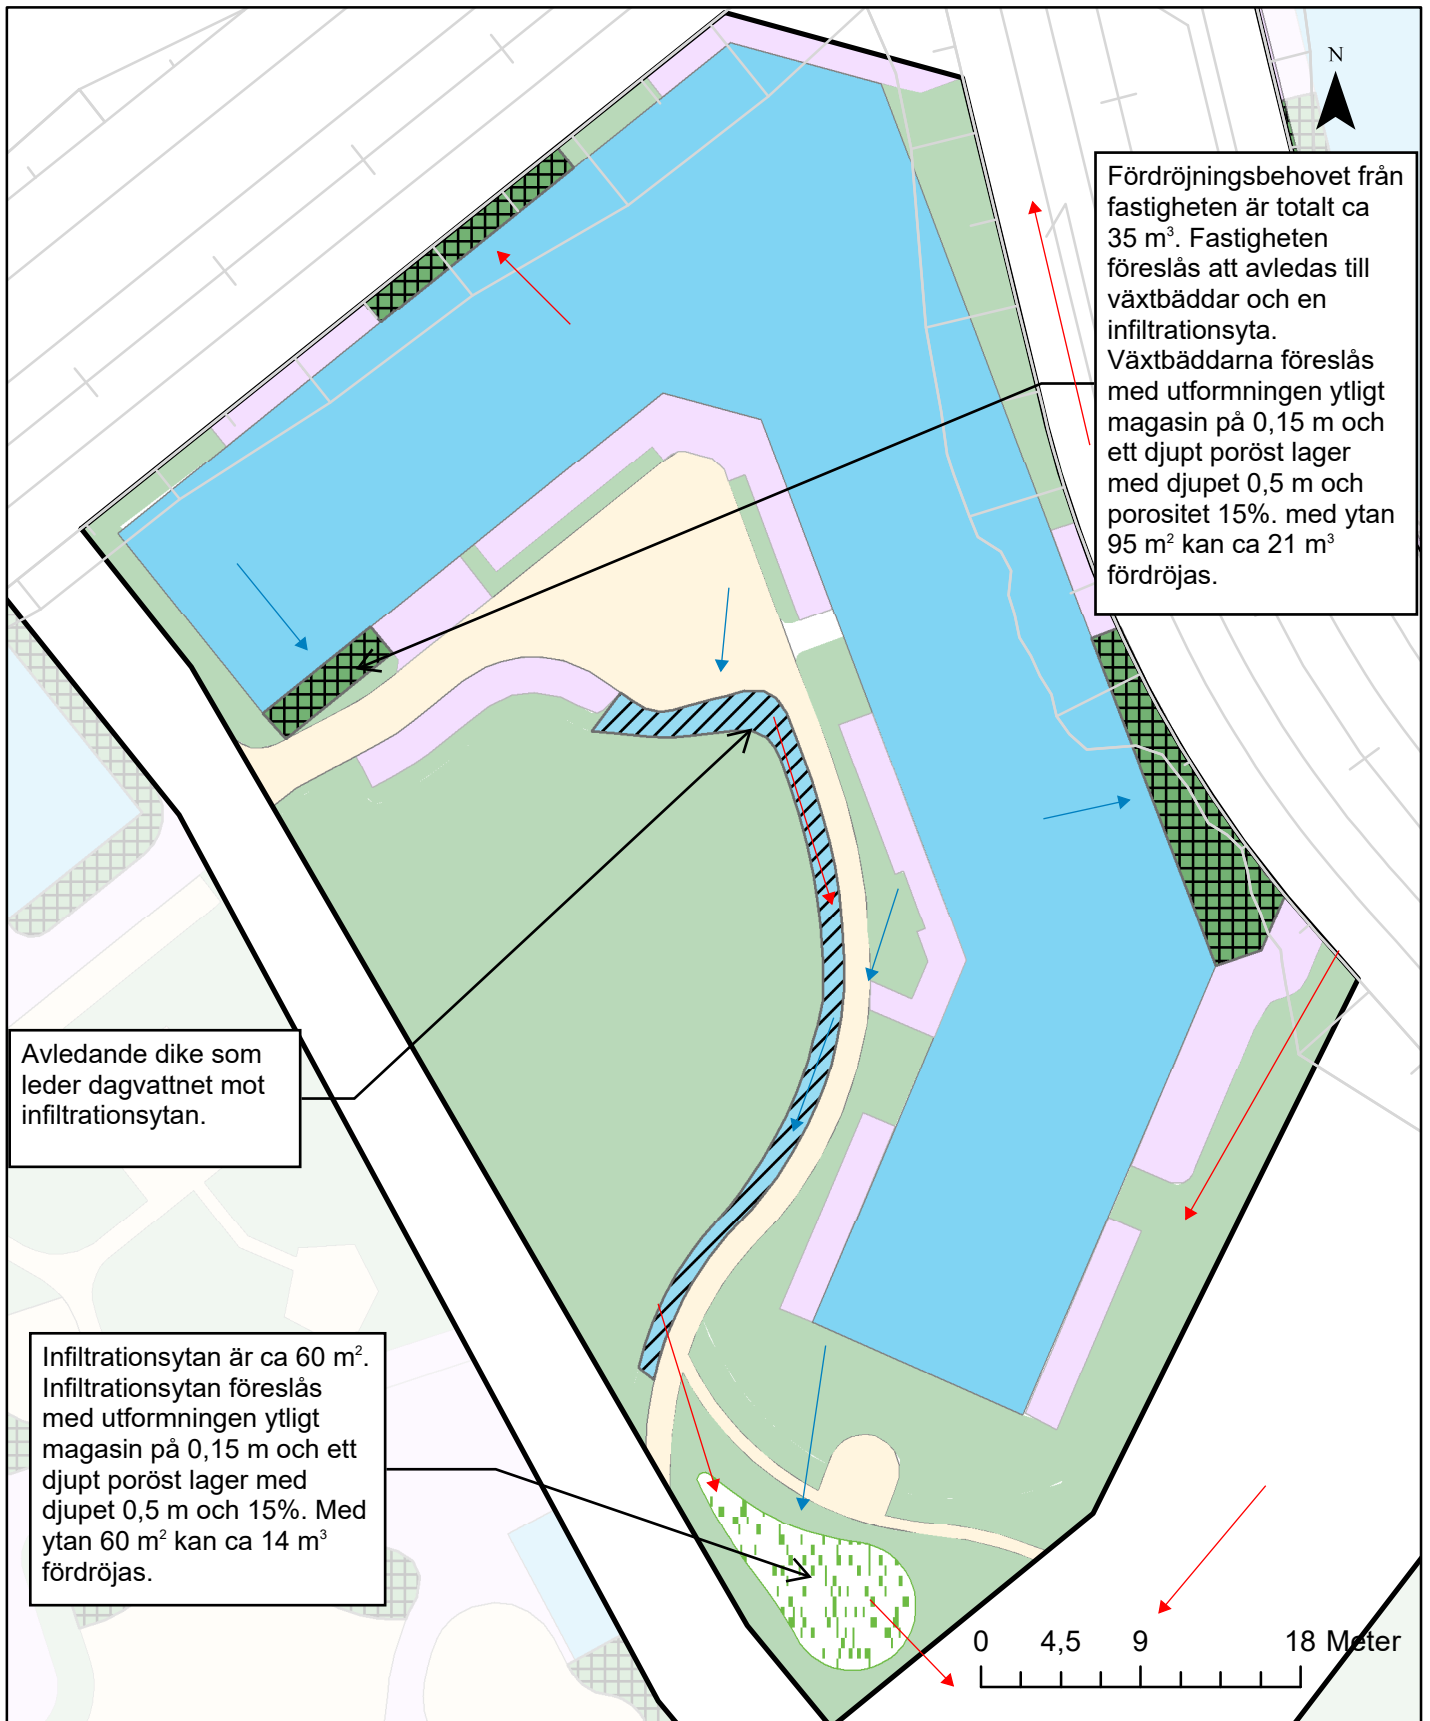 N
Fördröjningsbehovet från
fastigheten är totalt ca
35 m³. Fastigheten
föreslås att avledas till
växtbäddar och en
infiltrationsyta.
Växtbäddarna föreslås
med utformningen ytligt
magasin på 0,15 m och
ett djupt poröst lager
med djupet 0,5 m och
porositet 15%. med ytan
95 m² kan ca 21 m³
fördröjas.
Avledande dike som
leder dagvattnet mot
infiltrationsytan.
Infiltrationsytan är ca 60 m².
Infiltrationsytan föreslås
med utformningen ytligt
magasin på 0,15 m och ett
djupt poröst lager med
djupet 0,5 m och 15%. Med
ytan 60 m² kan ca 14 m³
fördröjas.
0 4,5 9 18 Meter